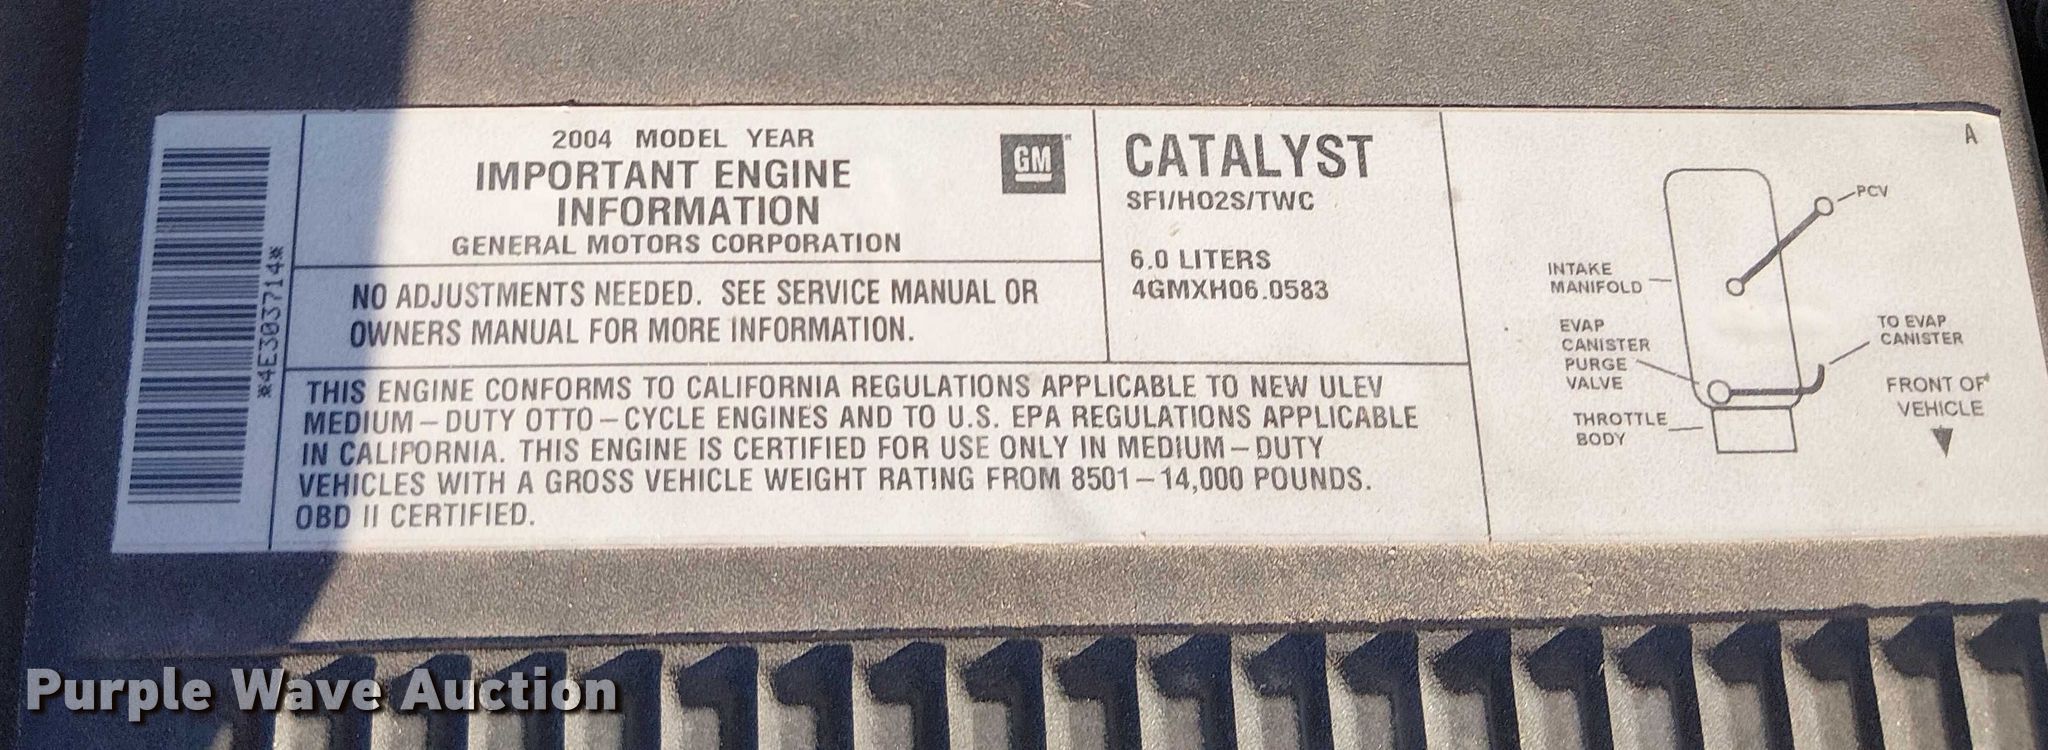 *4E303714*
2004 MODEL YEAR
IMPORTANT ENGINE
INFORMATION
GENERAL MOTORS CORPORATION
GM
NO ADJUSTMENTS NEEDED. SEE SERVICE MANUAL OR
OWNERS MANUAL FOR MORE INFORMATION.
CATALYST
SFI/HO2S/TWC
6.0 LITERS
4GMXH06.0583
THIS ENGINE CONFORMS TO CALIFORNIA REGULATIONS APPLICABLE TO NEW ULEV
MEDIUM-DUTY OTTO-CYCLE ENGINES AND TO U.S. EPA REGULATIONS APPLICABLE
IN CALIFORNIA. THIS ENGINE IS CERTIFIED FOR USE ONLY IN MEDIUM-DUTY
VEHICLES WITH A GROSS VEHICLE WEIGHT RATING FROM 8501-14,000 POUNDS.
OBD II CERTIFIED.
A
PCV
INTAKE
MANIFOLD
EVAP
CANISTER
PURGE
VALVE
THROTTLE
BODY
TO EVAP
CANISTER
FRONT OF
VEHICLE
Purple Wave Auction